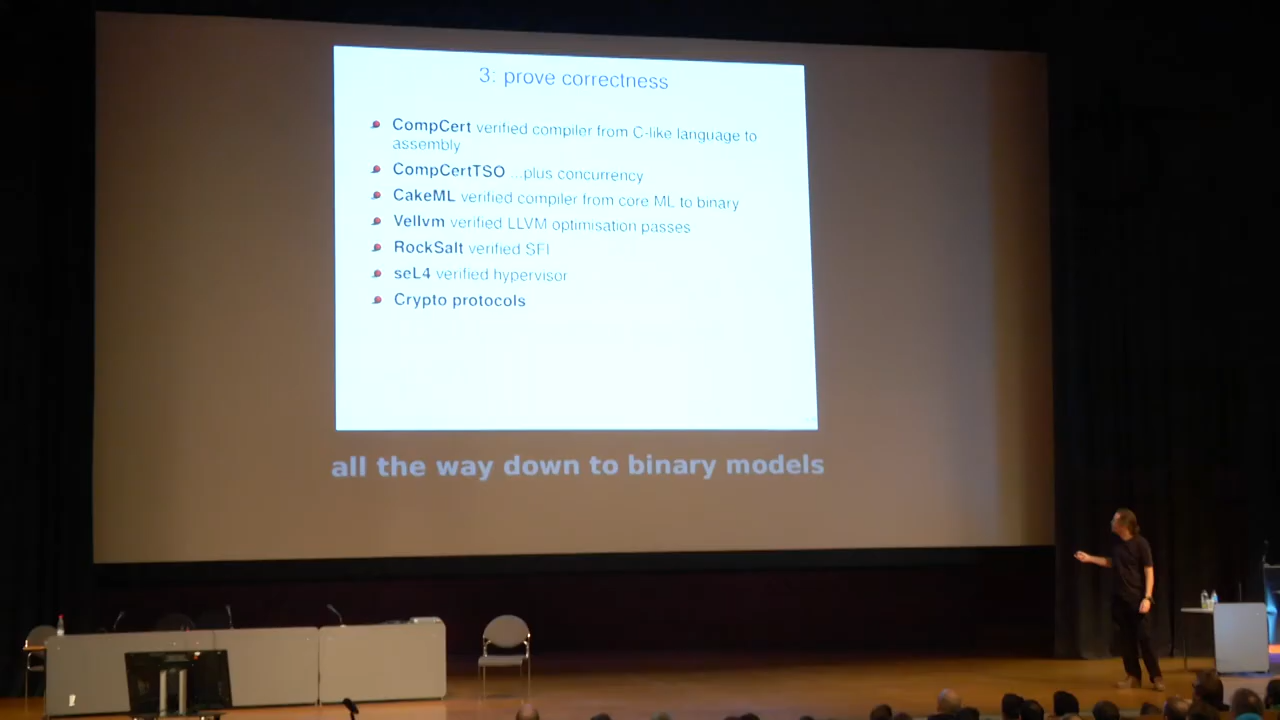 3: prove correctness
CompCert verified compiler from C-like language to
assembly
CompCertTSO ...plus concurrency
CakeML verified compiler from core ML to binary
Vellvm verified LLVM optimisation passes
RockSalt verified SFI
seL4 verified hypervisor
Crypto protocols
all the way down to binary models